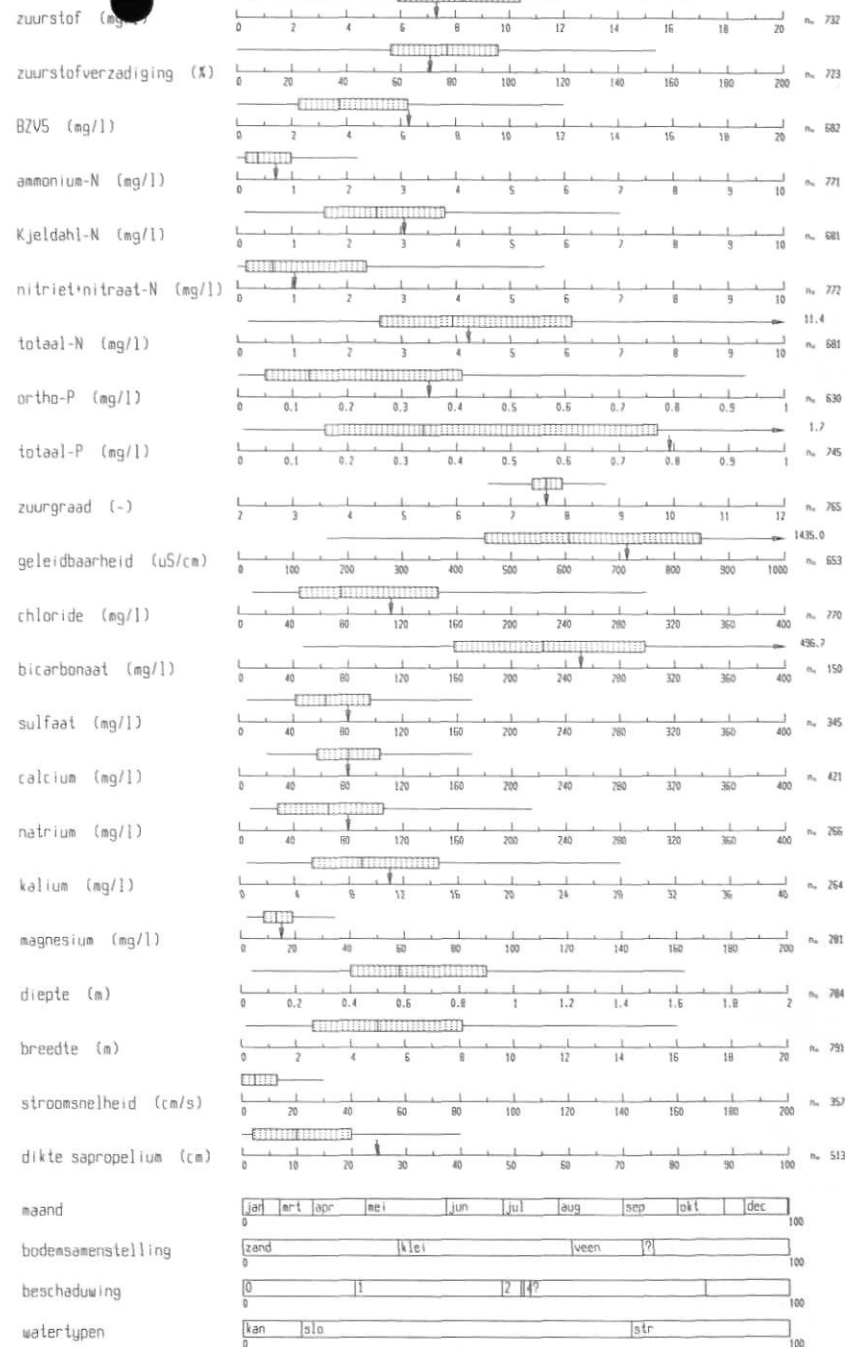 zuurstof (mg/l) 0 2 4 6 8 10 12 14 16 18 20 n= 732
zuurstofverzadiging (%) 0 20 40 60 80 100 120 140 160 180 200 n= 723
BZV5 (mg/l) 0 2 4 6 8 10 12 14 16 18 20 n= 682
ammonium-N (mg/l) 0 1 2 3 4 5 6 7 8 9 10 n= 771
Kjeldahl-N (mg/l) 0 1 2 3 4 5 6 7 8 9 10 n= 681
nitriet+nitraat-N (mg/l) 0 1 2 3 4 5 6 7 8 9 10 n= 772
11.4
totaal-N (mg/l) 0 1 2 3 4 5 6 7 8 9 10 n= 681
ortho-P (mg/l) 0 0.1 0.2 0.3 0.4 0.5 0.6 0.7 0.8 0.9 1 n= 630
1.7
totaal-P (mg/l) 0 0.1 0.2 0.3 0.4 0.5 0.6 0.7 0.8 0.9 1 n= 745
zuurgraad (-) 2 3 4 5 6 7 8 9 10 11 12 n= 765
1435.0
geleidbaarheid (uS/cm) 0 100 200 300 400 500 600 700 800 900 1000 n= 653
chloride (mg/l) 0 40 80 120 160 200 240 280 320 360 400 n= 770
496.7
bicarbonaat (mg/l) 0 40 80 120 160 200 240 280 320 360 400 n= 150
sulfaat (mg/l) 0 40 80 120 160 200 240 280 320 360 400 n= 345
calcium (mg/l) 0 40 80 120 160 200 240 280 320 360 400 n= 421
natrium (mg/l) 0 40 80 120 160 200 240 280 320 360 400 n= 266
kalium (mg/l) 0 4 8 12 16 20 24 28 32 36 40 n= 264
magnesium (mg/l) 0 20 40 60 80 100 120 140 160 180 200 n= 281
diepte (m) 0 0.2 0.4 0.6 0.8 1 1.2 1.4 1.6 1.8 2 n= 784
breedte (m) 0 2 4 6 8 10 12 14 16 18 20 n= 791
stroomsnelheid (cm/s) 0 20 40 60 80 100 120 140 160 180 200 n= 357
dikte sapropelium (cm) 0 10 20 30 40 50 60 70 80 90 100 n= 513
maand jan mrt apr mei jun jul aug sep okt dec
0 100
bodemsamenstelling zand klei veen ?
0 100
beschaduwing 0 1 2 ?
0 100
watertypen kan slo str
0 100